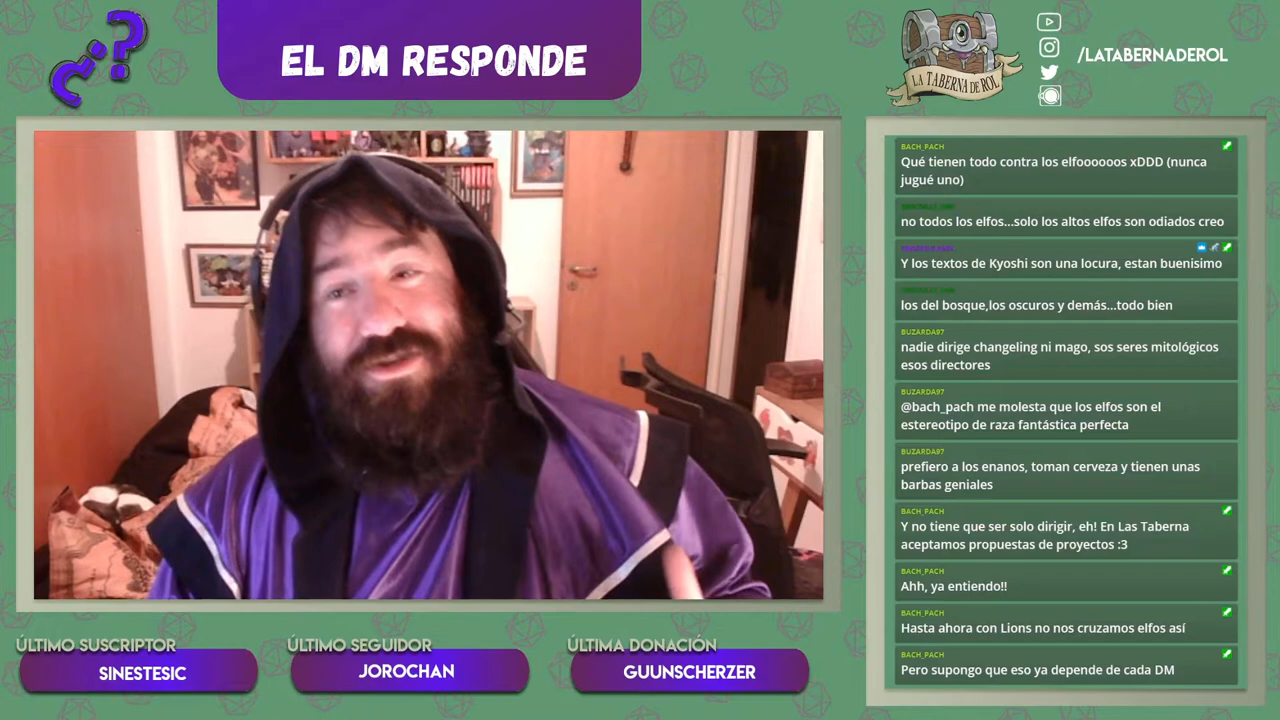 ¿?
EL DM RESPONDE
LA TABERNA DE ROL
/LATABERNADEROL
BACH_PACH
Qué tienen todo contra los elfoooooos xDDD (nunca
jugué uno)
no todos los elfos...solo los altos elfos son odiados creo
Y los textos de Kyoshi son una locura, estan buenisimo
los del bosque,los oscuros y demás...todo bien
BUZARDA97
nadie dirige changeling ni mago, sos seres mitológicos
esos directores
BUZARDA97
@bach_pach me molesta que los elfos son el
estereotipo de raza fantástica perfecta
BUZARDA97
prefiero a los enanos, toman cerveza y tienen unas
barbas geniales
BACH_PACH
Y no tiene que ser solo dirigir, eh! En Las Taberna
aceptamos propuestas de proyectos :3
BACH_PACH
Ahh, ya entiendo!!
BACH_PACH
Hasta ahora con Lions no nos cruzamos elfos así
BACH_PACH
Pero supongo que eso ya depende de cada DM
ÚLTIMO SUSCRIPTOR
SINESTESIC
ÚLTIMO SEGUIDOR
JOROCHAN
ÚLTIMA DONACIÓN
GUUNSCHERZER